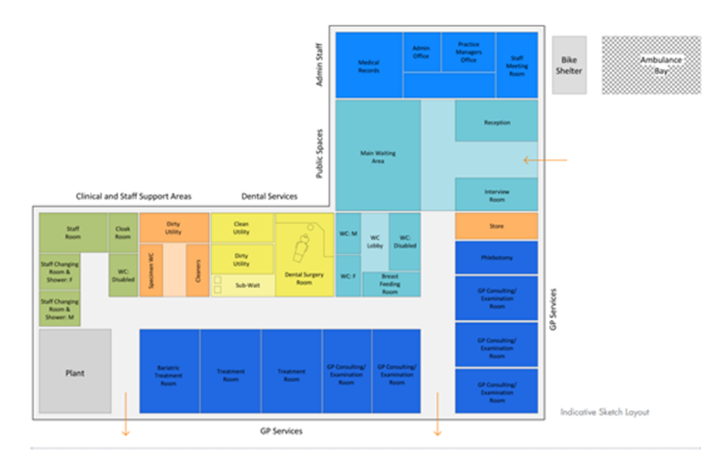 Admin Staff
Medical
Records
Admin
Office
Practice
Managers
Office
Staff
Meeting
Room
Bike
Shelter
Ambulance
Bay
Public Spaces
Main Waiting
Area
Reception
Interview
Room
Clinical and Staff Support Areas
Dental Services
Staff
Room
Cloak
Room
Dirty
Utility
Clean
Utility
WC: M
WC
Lobby
WC:
Disabled
Store
Staff Changing
Room &
Shower: F
WC:
Disabled
Specimen WC
Cleaners
Dirty
Utility
Sub-Wait
Dental Surgery
Room
WC: F
Breast
Feeding
Room
Phlebotomy
Staff Changing
Room &
Shower: M
GP Consulting/
Examination
Room
GP Services
Plant
Bariatric
Treatment
Room
Treatment
Room
Treatment
Room
GP Consulting/
Examination
Room
GP Consulting/
Examination
Room
GP Consulting/
Examination
Room
GP Consulting/
Examination
Room
Indicative Sketch Layout
GP Services